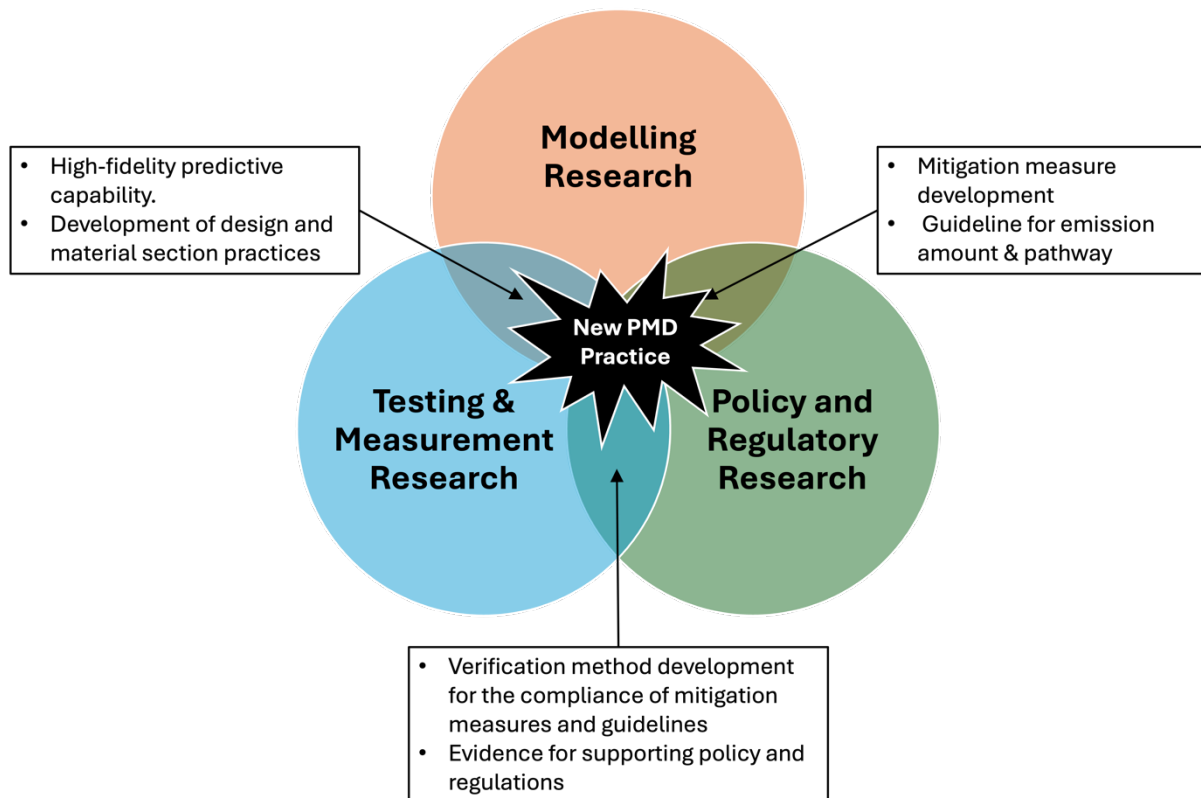 Modelling
Research
• High-fidelity predictive
capability.
• Development of design and
material section practices
• Mitigation measure
development
• Guideline for emission
amount & pathway
New PMD
Practice
Testing &
Measurement
Research
Policy and
Regulatory
Research
• Verification method development
for the compliance of mitigation
measures and guidelines
• Evidence for supporting policy and
regulations